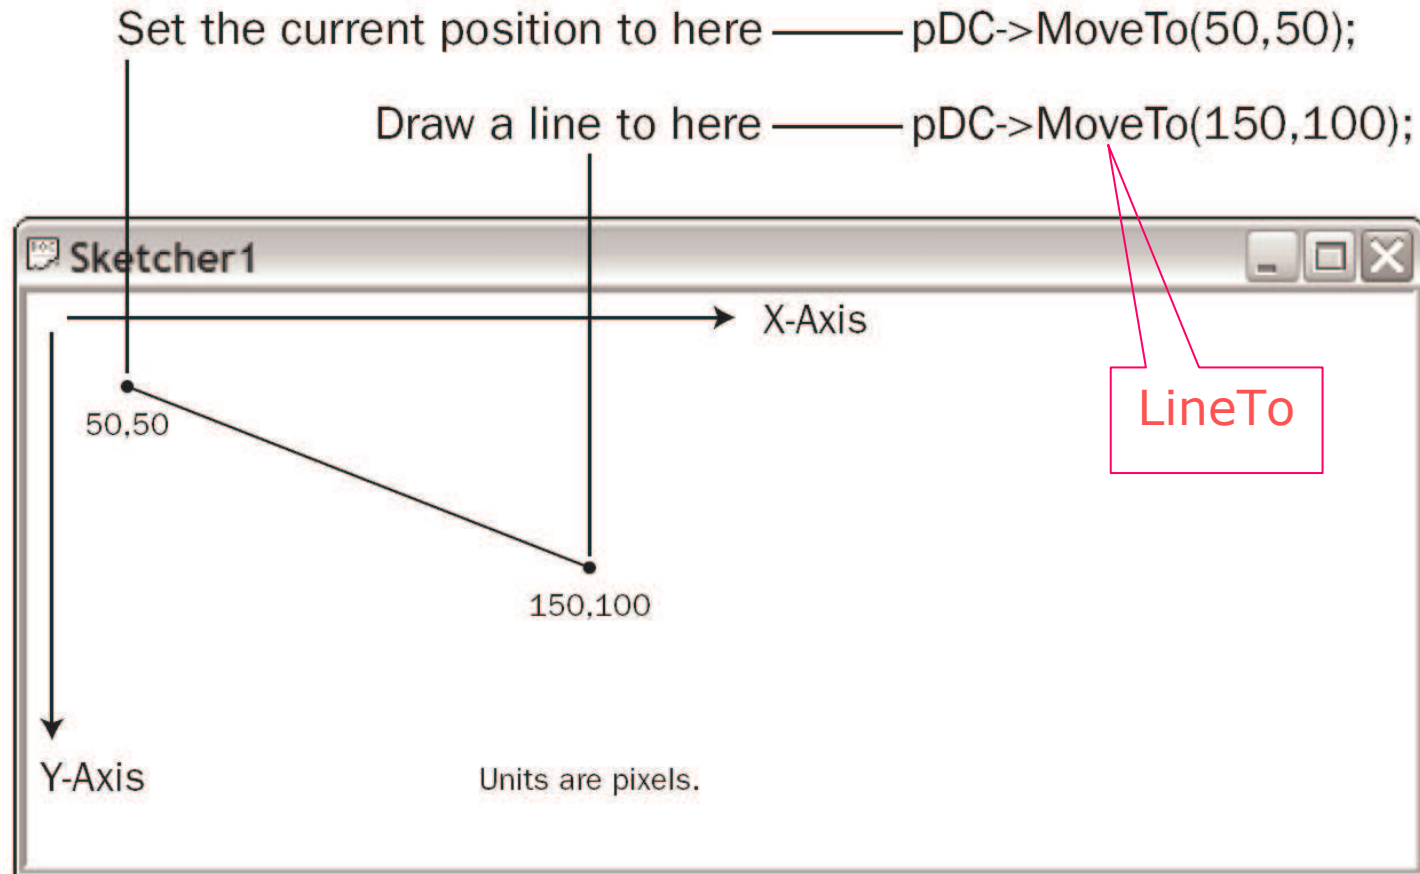 Set the current position to here pDC->MoveTo(50,50);
Draw a line to here pDC->MoveTo(150,100);
Sketcher1
X-Axis
LineTo
50,50
150,100
Y-Axis
Units are pixels.